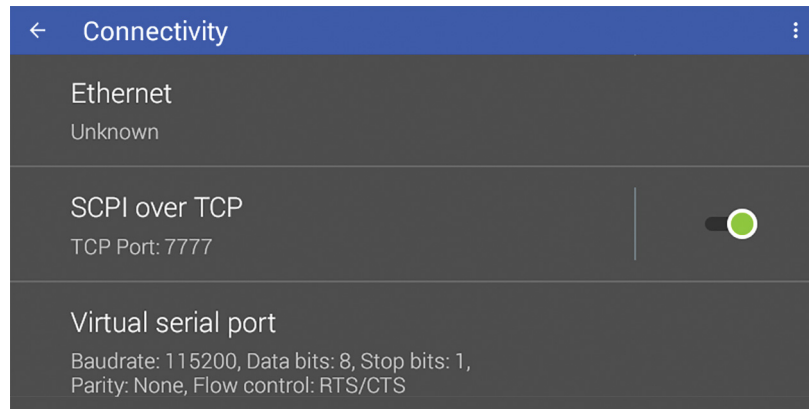 Connectivity
Ethernet
Unknown
SCPI over TCP
TCP Port: 7777
Virtual serial port
Baudrate: 115200, Data bits: 8, Stop bits: 1,
Parity: None, Flow control: RTS/CTS